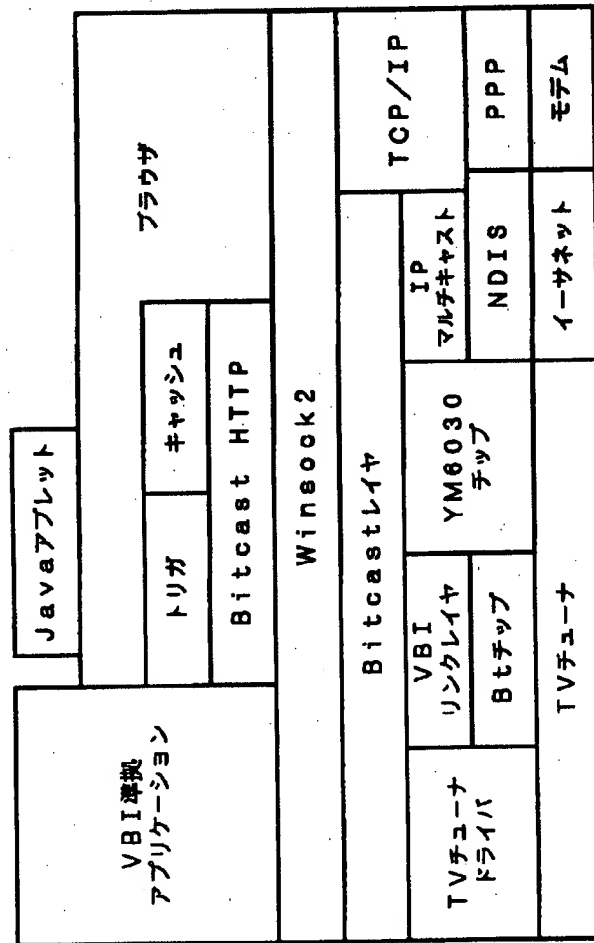 Javaアプレット
VBI準拠
アプリケーション
ブラウザ
トリガ
キャッシュ
Bitcast HTTP
Winsock2
Bitcastレイヤ
TCP/IP
TVチューナ
ドライバ
VBI
リンクレイヤ
Btチップ
YM6030
チップ
IP
マルチキャスト
NDIS
PPP
TVチューナ
イーサネット
モデム